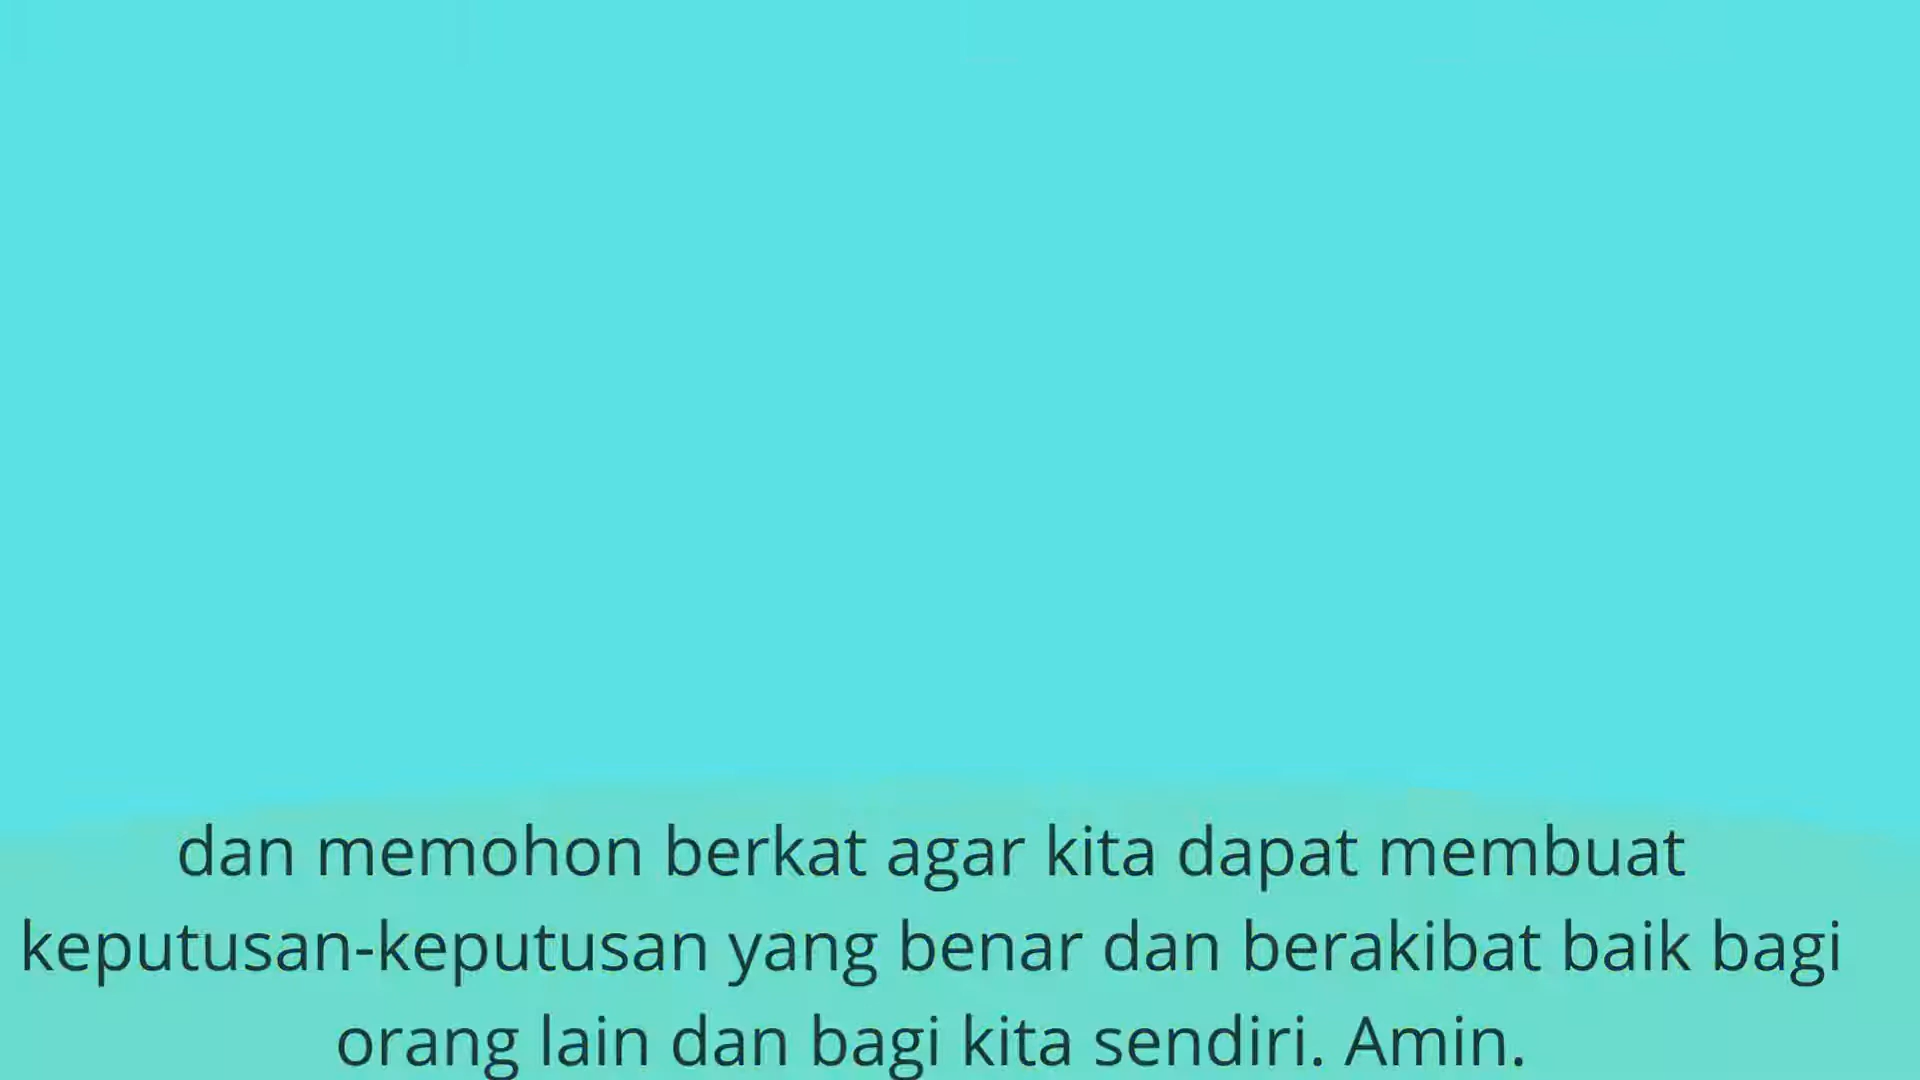 dan memohon berkat agar kita dapat membuat
keputusan-keputusan yang benar dan berakibat baik bagi
orang lain dan bagi kita sendiri. Amin.